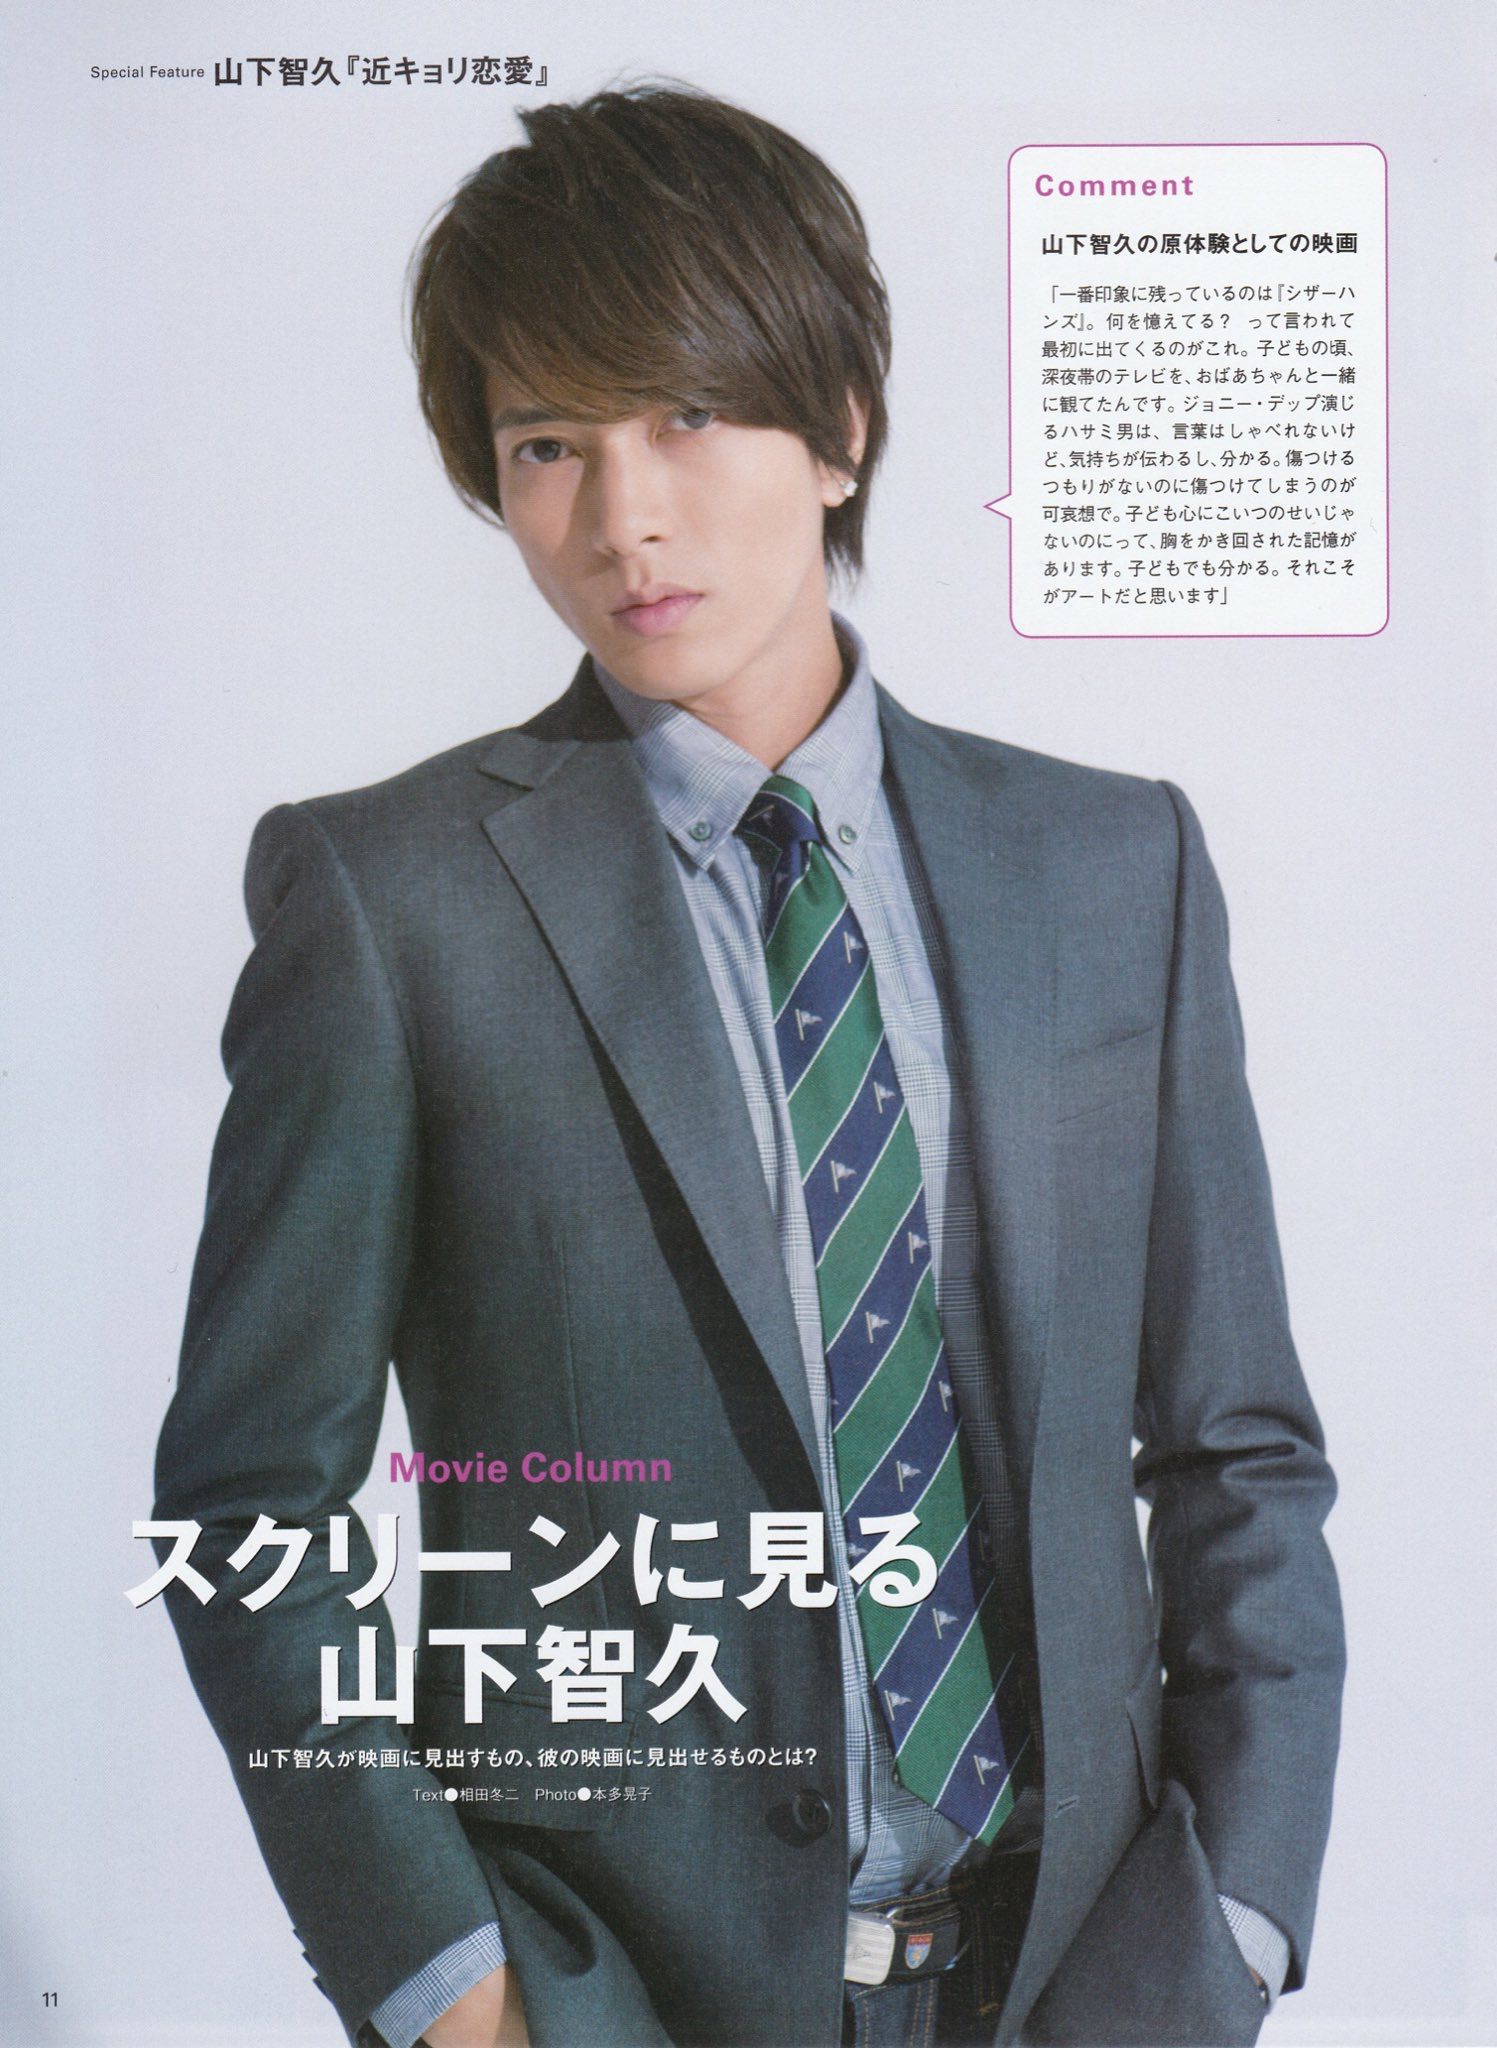 Special Feature 山下智久『近キョリ恋愛』
Comment
山下智久の原体験としての映画
「一番印象に残っているのは『シザーハ
ンズ』。何を憶えてる？ って言われて
最初に出てくるのがこれ。子どもの頃、
深夜帯のテレビを、おばあちゃんと一緒
に観てたんです。ジョニー・デップ演じ
るハサミ男は、言葉はしゃべれないけ
ど、気持ちが伝わるし、分かる。傷つける
つもりがないのに傷つけてしまうのが
可哀想で。子ども心にこいつのせいじゃ
ないのにって、胸をかき回された記憶が
あります。子どもでも分かる。それこそ
がアートだと思います」
Movie Column
スクリーンに見る
山下智久
山下智久が映画に見出すもの、彼の映画に見出せるものとは？
Text●相田冬二 Photo●本多晃子
11